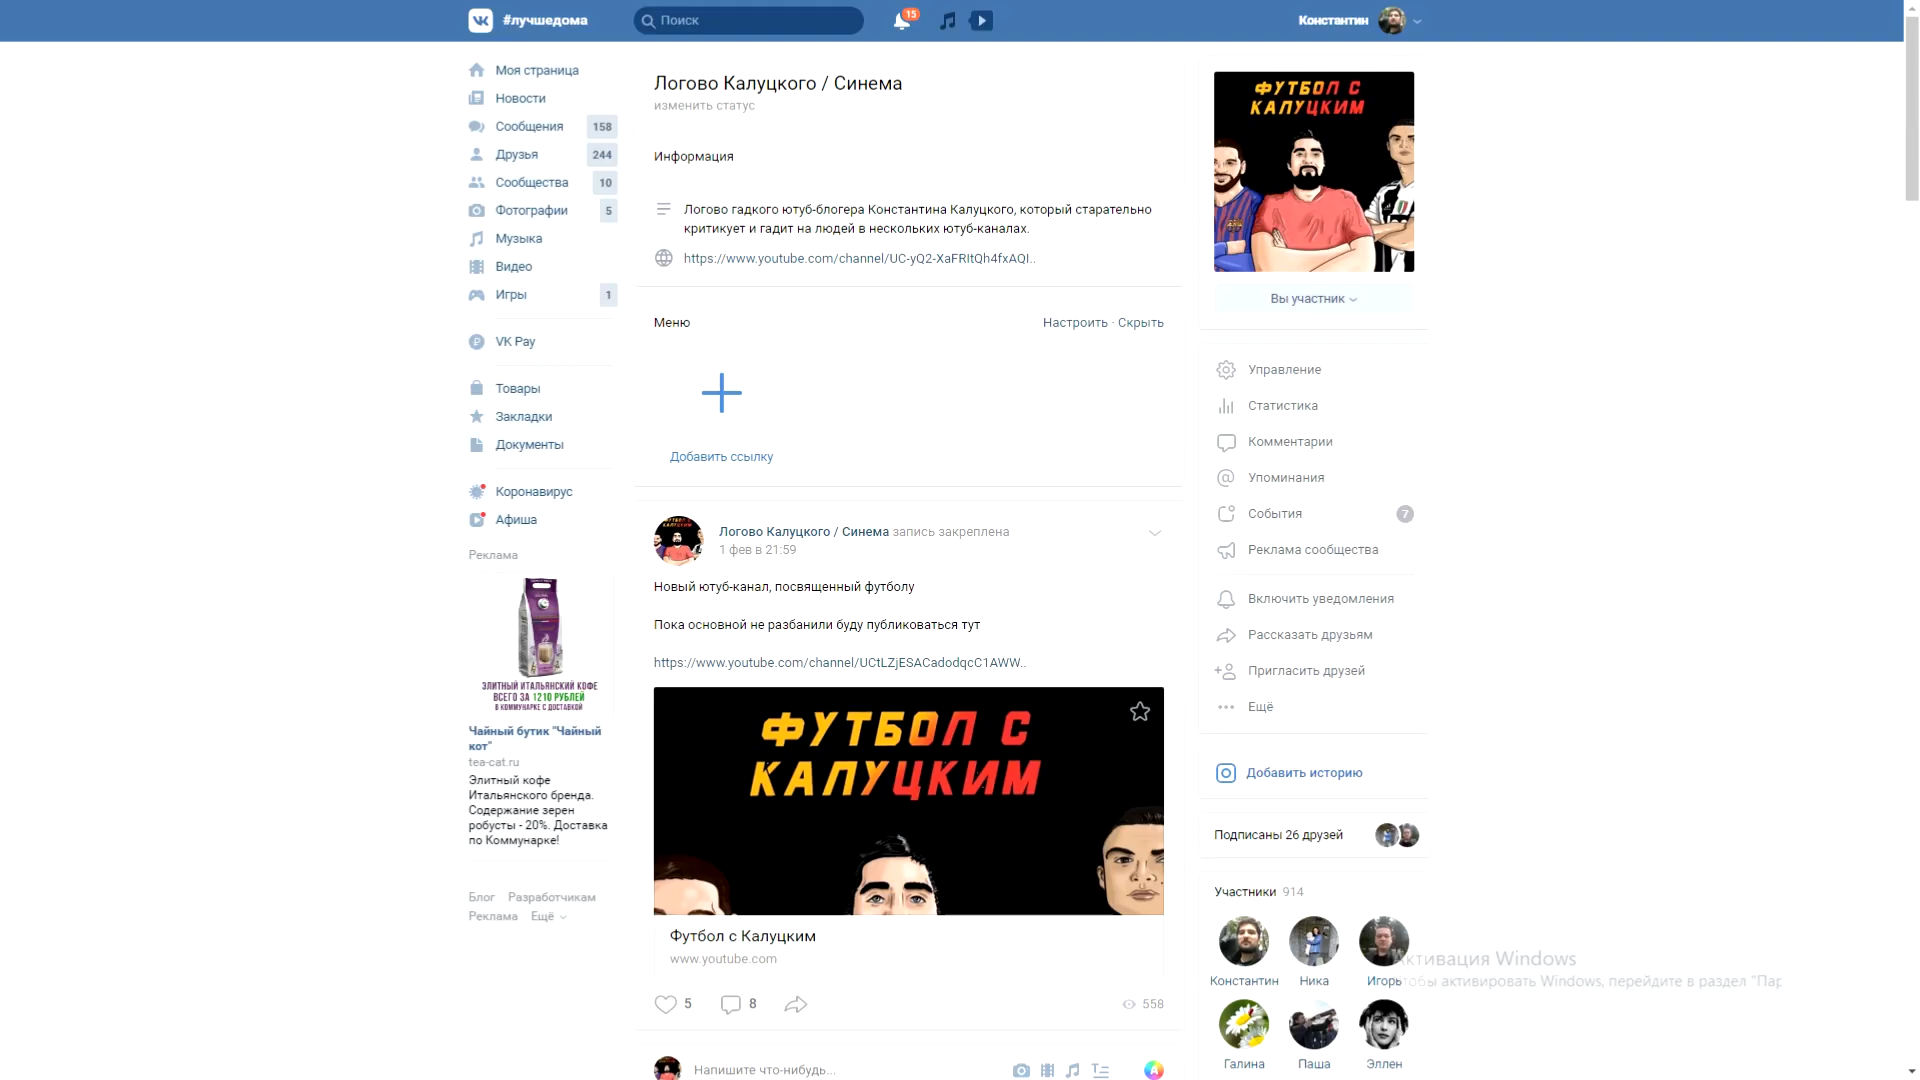 #лучшедома
Поиск
15
Константин
Моя страница
Новости
Сообщения 158
Друзья 244
Сообщества 10
Фотографии 5
Музыка
Видео
Игры 1
VK Pay
Товары
Закладки
Документы
Коронавирус
Афиша
Реклама
ЭЛИТНЫЙ ИТАЛЬЯНСКИЙ КОФЕ
ВСЕГО ЗА 1210 РУБЛЕЙ
В КОММУНАРКЕ С ДОСТАВКОЙ
Чайный бутик "Чайный
кот"
tea-cat.ru
Элитный кофе
Итальянского бренда.
Содержание зерен
робусты - 20%. Доставка
по Коммунарке!
Блог Разработчикам
Реклама Ещё
Логово Калуцкого / Синема
изменить статус
Информация
Логово гадкого ютуб-блогера Константина Калуцкого, который старательно
критикует и гадит на людей в нескольких ютуб-каналах.
https://www.youtube.com/channel/UC-yQ2-XaFRItQh4fxAQI..
Меню
Настроить · Скрыть
Добавить ссылку
Логово Калуцкого / Синема запись закреплена
1 фев в 21:59
Новый ютуб-канал, посвященный футболу
Пока основной не разбанили буду публиковаться тут
https://www.youtube.com/channel/UCtLZjESACadodqcC1AWW..
ФУТБОЛ С
КАЛУЦКИМ
Футбол с Калуцким
www.youtube.com
5 8 558
Напишите что-нибудь...
ФУТБОЛ С
КАЛУЦКИМ
Вы участник
Управление
Статистика
Комментарии
Упоминания
События 7
Реклама сообщества
Включить уведомления
Рассказать друзьям
Пригласить друзей
Ещё
Добавить историю
Подписаны 26 друзей
Участники 914
Константин Ника Игорь
Галина Паша Эллен
Активация Windows
Чтобы активировать Windows, перейдите в раздел "Пар